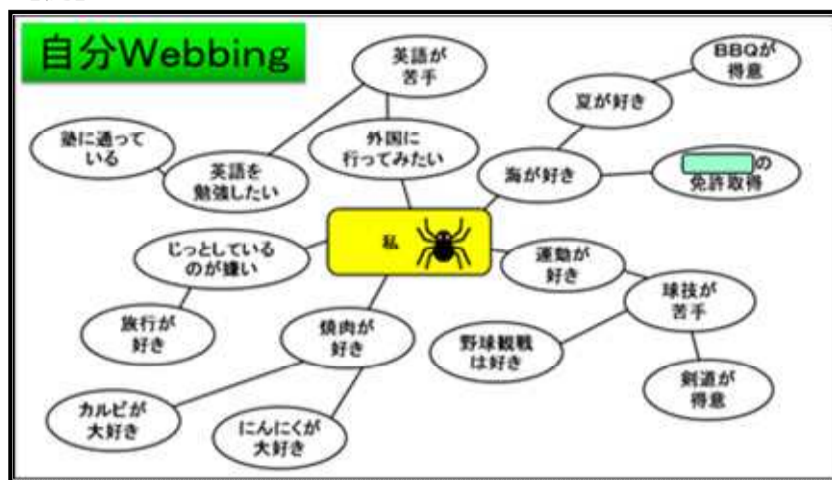 自分Webbing
英語が
苦手
BBQが
得意
夏が好き
塾に通って
いる
英語を
勉強したい
外国に
行ってみたい
海が好き
の
免許取得
私
じっとしている
のが嫌い
運動が
好き
旅行が
好き
焼肉が
好き
野球観戦
は好き
球技が
苦手
カルビが
大好き
にんにくが
大好き
剣道が
得意